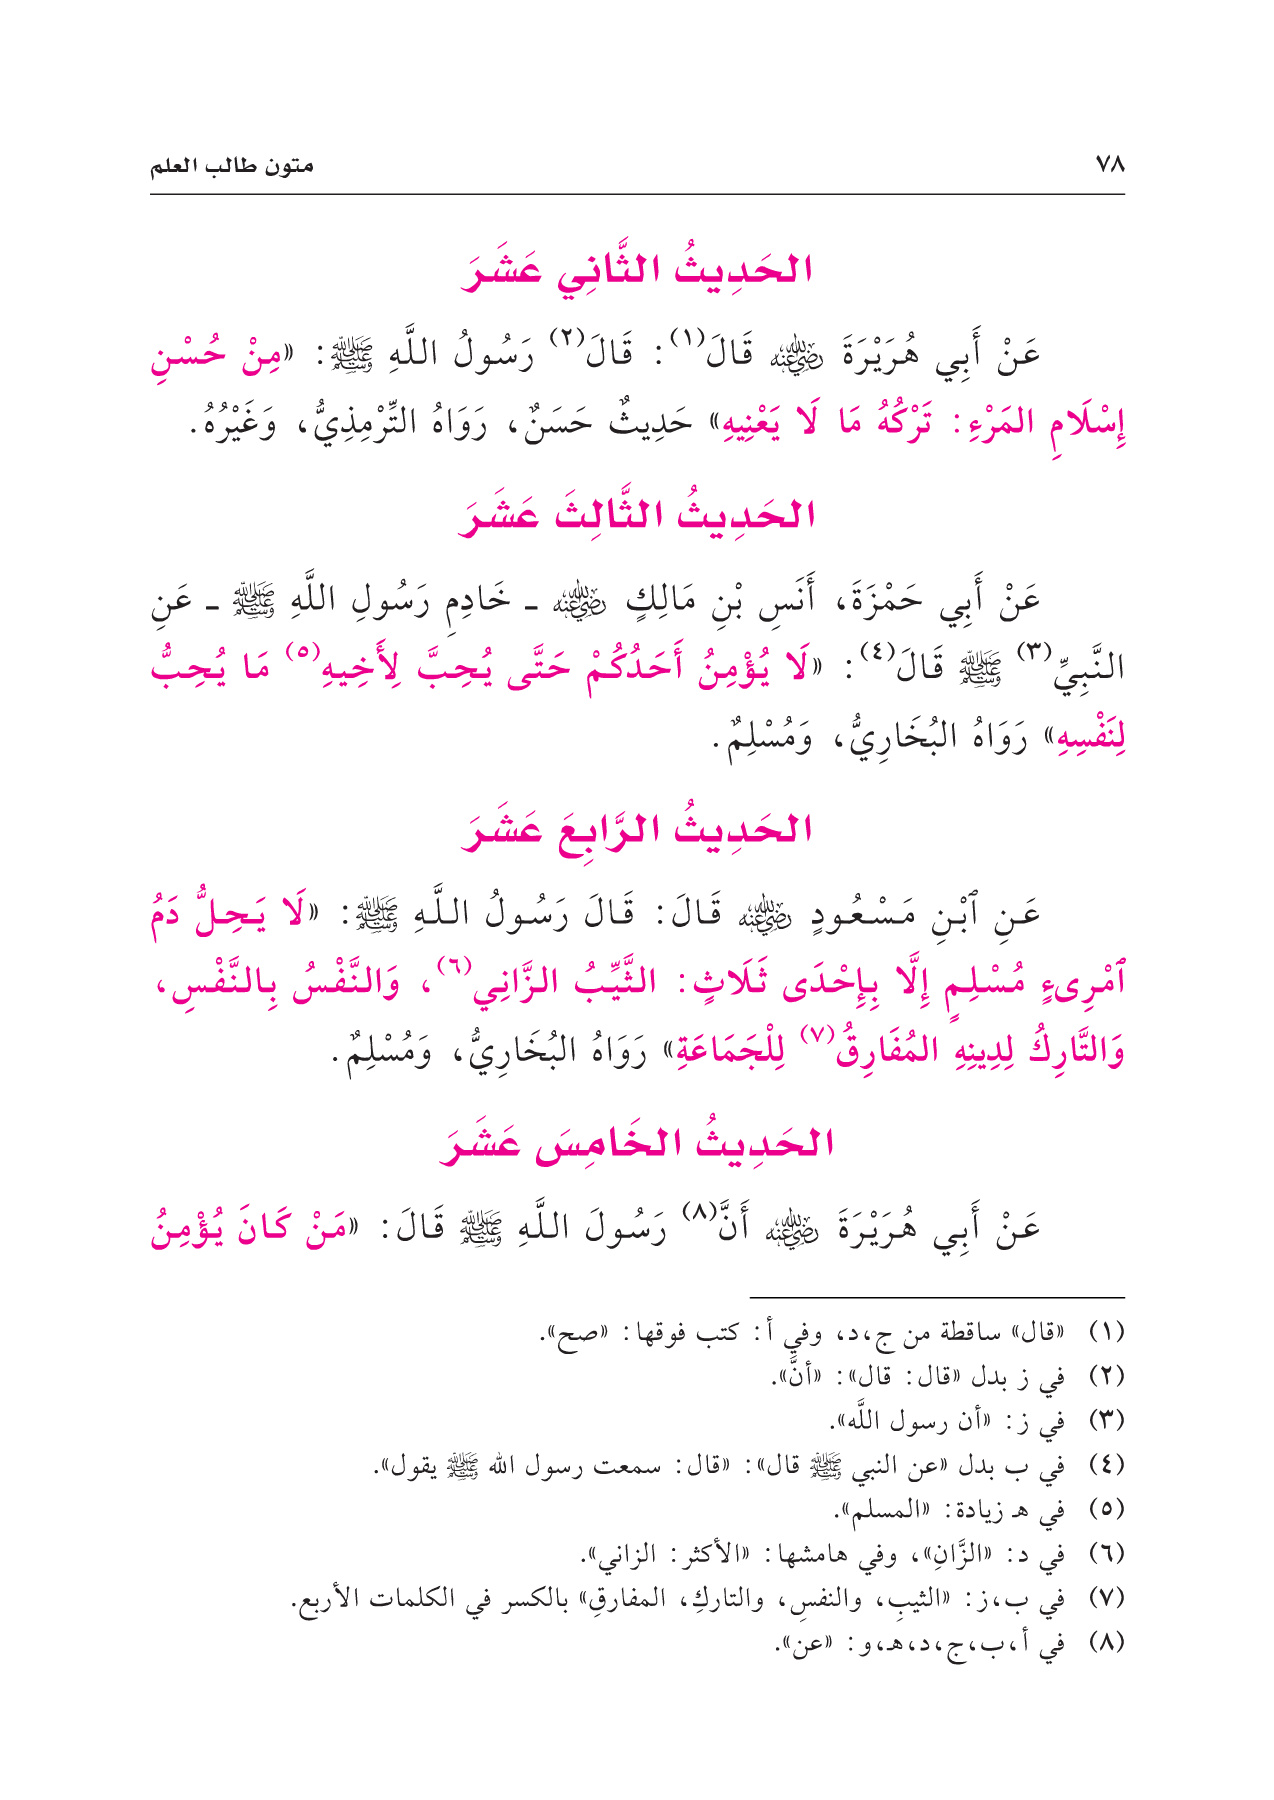 ٧٨
متون طالب العلم
الحَدِيثُ الثَّانِي عَشَرَ
عَنْ أَبِي هُرَيْرَةَ رضي الله عنه قَالَ(١): قَالَ(٢) رَسُولُ اللَّهِ ﷺ: «مِنْ حُسْنِ
إِسْلَامِ المَرْءِ: تَرْكُهُ مَا لَا يَعْنِيهِ» حَدِيثٌ حَسَنٌ، رَوَاهُ التِّرْمِذِيُّ، وَغَيْرُهُ.
الحَدِيثُ الثَّالِثَ عَشَرَ
عَنْ أَبِي حَمْزَةَ، أَنَسِ بْنِ مَالِكٍ رضي الله عنه ـ خَادِمِ رَسُولِ اللَّهِ ﷺ ـ عَنِ
النَّبِيِّ(٣) ﷺ قَالَ(٤): «لَا يُؤْمِنُ أَحَدُكُمْ حَتَّى يُحِبَّ لِأَخِيهِ(٥) مَا يُحِبُّ
لِنَفْسِهِ» رَوَاهُ البُخَارِيُّ، وَمُسْلِمٌ.
الحَدِيثُ الرَّابِعَ عَشَرَ
عَنِ ٱبْنِ مَسْعُودٍ رضي الله عنه قَالَ: قَالَ رَسُولُ اللَّهِ ﷺ: «لَا يَحِلُّ دَمُ
ٱمْرِىءٍ مُسْلِمٍ إِلَّا بِإِحْدَى ثَلَاثٍ: الثَّيِّبُ الزَّانِي(٦)، وَالنَّفْسُ بِالنَّفْسِ،
وَالتَّارِكُ لِدِينِهِ المُفَارِقُ(٧) لِلْجَمَاعَةِ» رَوَاهُ البُخَارِيُّ، وَمُسْلِمٌ.
الحَدِيثُ الخَامِسَ عَشَرَ
عَنْ أَبِي هُرَيْرَةَ رضي الله عنه أَنَّ(٨) رَسُولَ اللَّهِ ﷺ قَالَ: «مَنْ كَانَ يُؤْمِنُ
(١) «قال» ساقطة من ج،د، وفي أ: كتب فوقها: «صح».
(٢) في ز بدل «قال: قال»: «أنَّ».
(٣) في ز: «أن رسول اللَّه».
(٤) في ب بدل «عن النبي ﷺ قال»: «قال: سمعت رسول الله ﷺ يقول».
(٥) في هـ زيادة: «المسلم».
(٦) في د: «الزَّانِ»، وفي هامشها: «الأكثر: الزاني».
(٧) في ب،ز: «الثيبِ، والنفسِ، والتاركِ، المفارقِ» بالكسر في الكلمات الأربع.
(٨) في أ،ب،ج،د،هـ،و: «عن».